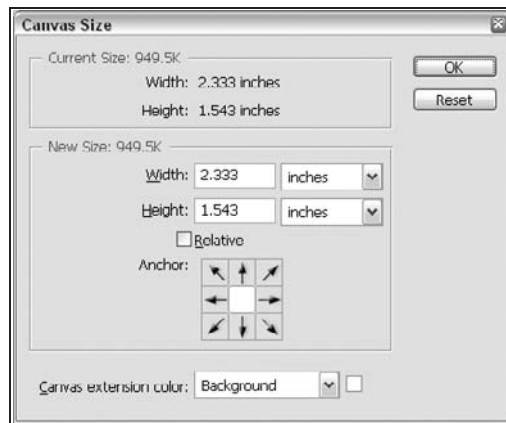 Canvas Size
Current Size: 949.5K
Width: 2.333 inches
Height: 1.543 inches
OK
Reset
New Size: 949.5K
Width: 2.333 inches
Height: 1.543 inches
Relative
Anchor:
Canvas extension color: Background